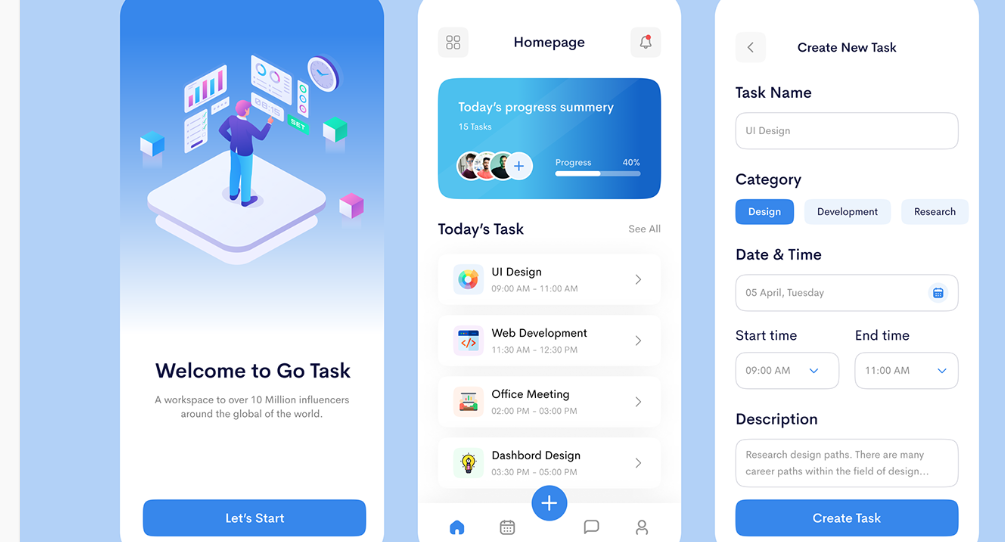 09:15
SET
Welcome to Go Task
A workspace to over 10 Million influencers
around the global of the world.
Let's Start
Homepage
Today's progress summery
15 Tasks
Progress 40%
Today's Task See All
UI Design
09:00 AM - 11:00 AM
Web Development
11:30 AM - 12:30 PM
Office Meeting
02:00 PM - 03:00 PM
Dashbord Design
03:30 PM - 05:00 PM
Create New Task
Task Name
UI Design
Category
Design Development Research
Date & Time
05 April, Tuesday
Start time End time
09:00 AM 11:00 AM
Description
Research design paths. There are many
career paths within the field of design...
Create Task